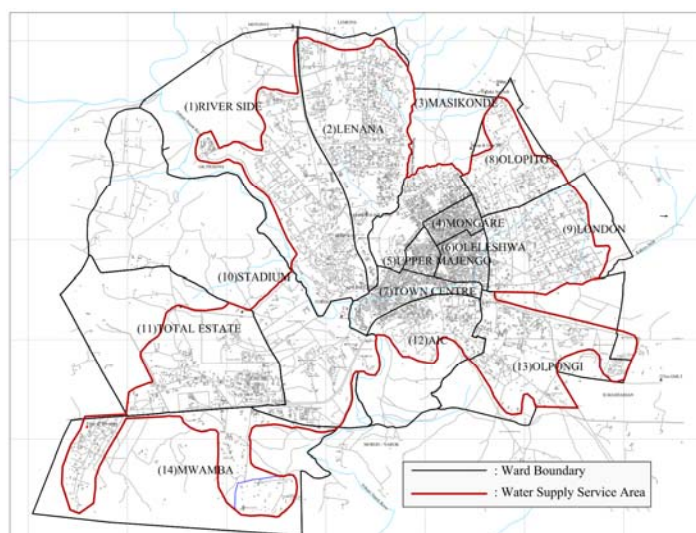 (1)RIVER SIDE
(2)LENANA
(3)MASIKONDE
(8)OLOPITO
(4)MONGARE
(9)LONDON
(6)OLELESHWA
(5)UPPER MAJENGO
(10)STADIUM
(7)TOWN CENTRE
(11)TOTAL ESTATE
(12)AIC
(13)OLPONGI
(14)MWAMBA
: Ward Boundary
: Water Supply Service Area